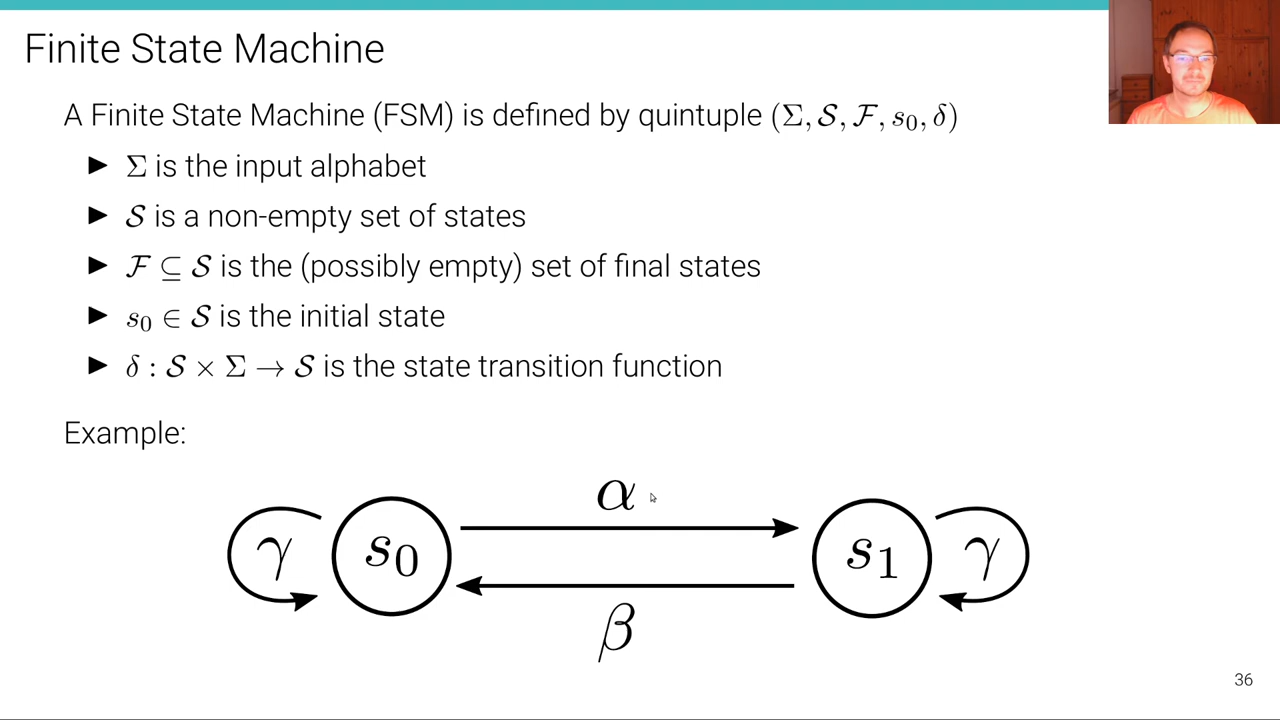 Finite State Machine
A Finite State Machine (FSM) is defined by quintuple (Σ, 𝒮, ℱ, s₀, δ)
▶ Σ is the input alphabet
▶ 𝒮 is a non-empty set of states
▶ ℱ ⊆ 𝒮 is the (possibly empty) set of final states
▶ s₀ ∈ 𝒮 is the initial state
▶ δ : 𝒮 × Σ → 𝒮 is the state transition function
Example:
α
γ s₀ s₁ γ
β
36